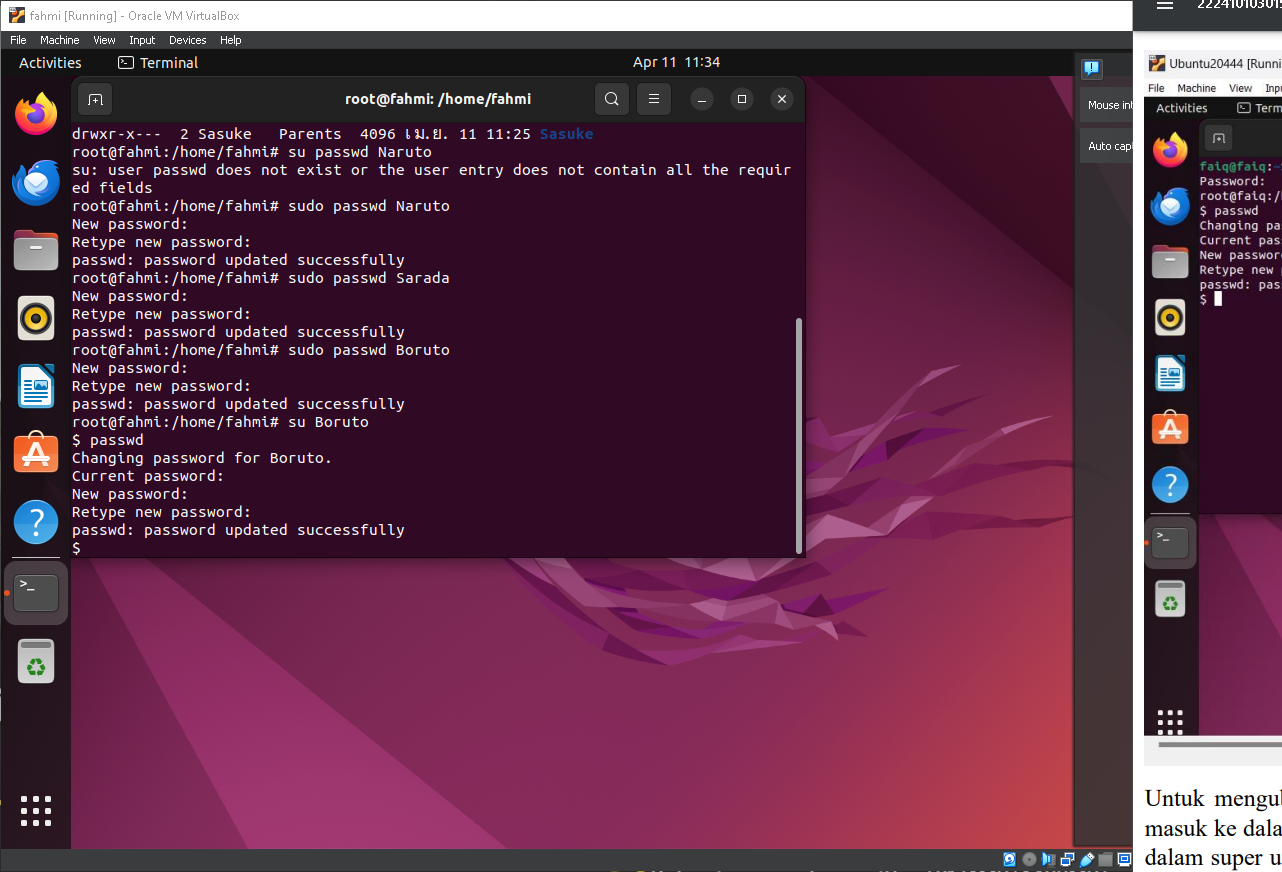 fahmi [Running] - Oracle VM VirtualBox
File Machine View Input Devices Help
Activities
Terminal
Apr 11 11:34
root@fahmi: /home/fahmi
drwxr-x--- 2 Sasuke Parents 4096 เม.ย. 11 11:25 Sasuke
root@fahmi:/home/fahmi# su passwd Naruto
su: user passwd does not exist or the user entry does not contain all the requir
ed fields
root@fahmi:/home/fahmi# sudo passwd Naruto
New password:
Retype new password:
passwd: password updated successfully
root@fahmi:/home/fahmi# sudo passwd Sarada
New password:
Retype new password:
passwd: password updated successfully
root@fahmi:/home/fahmi# sudo passwd Boruto
New password:
Retype new password:
passwd: password updated successfully
root@fahmi:/home/fahmi# su Boruto
$ passwd
Changing password for Boruto.
Current password:
New password:
Retype new password:
passwd: password updated successfully
$
Mouse int
Auto capt
Ubuntu20444 [Runni
File Machine View Inp
Activities
Term
faiq@faiq:~
Password:
root@faiq:/
$ passwd
Changing pa
Current pas
New passwor
Retype new
passwd: pas
$
Untuk mengub
masuk ke dala
dalam super u